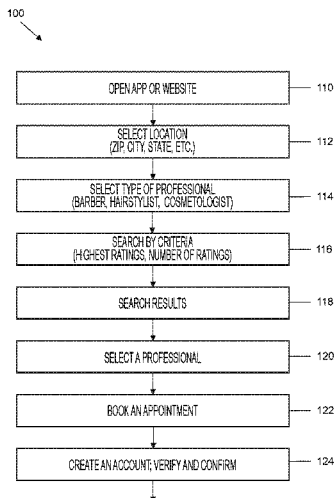 100
OPEN APP OR WEBSITE
110
SELECT LOCATION
(ZIP, CITY, STATE, ETC.)
112
SELECT TYPE OF PROFESSIONAL
(BARBER, HAIRSTYLIST, COSMETOLOGIST)
114
SEARCH BY CRITERIA
(HIGHEST RATINGS, NUMBER OF RATINGS)
116
SEARCH RESULTS
118
SELECT A PROFESSIONAL
120
BOOK AN APPOINTMENT
122
CREATE AN ACCOUNT; VERIFY AND CONFIRM
124